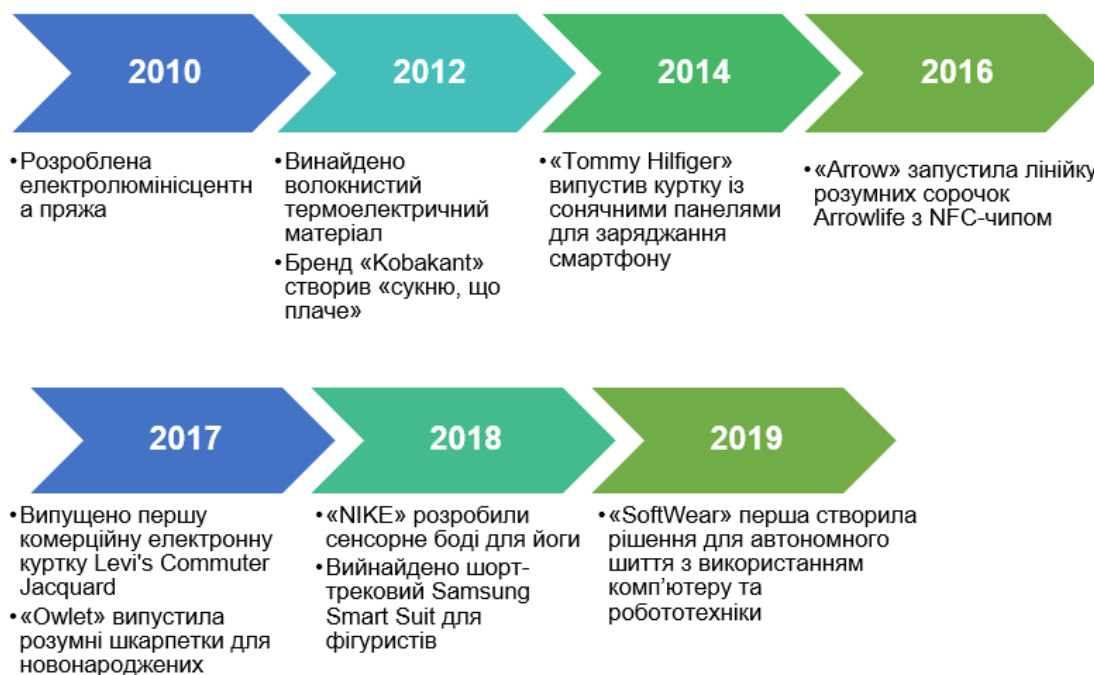 2010
2012
2014
2016
•Розроблена
електролюмінісцентн
а пряжа
•Винайдено
волокнистий
термоелектричний
матеріал
•Бренд «Kobakant»
створив «сукню, що
плаче»
•«Tommy Hilfiger»
випустив куртку із
сонячними панелями
для заряджання
смартфону
•«Arrow» запустила лінійку
розумних сорочок
Arrowlife з NFC-чипом
2017
2018
2019
•Випущено першу
комерційну електронну
куртку Levi's Commuter
Jacquard
•«Owlet» випустила
розумні шкарпетки для
новонароджених
•«NIKE» розробили
сенсорне боді для йоги
•Вийнайдено шорт-
трековий Samsung
Smart Suit для
фігуристів
•«SoftWear» перша створила
рішення для автономного
шиття з використанням
комп’ютеру та
робототехніки